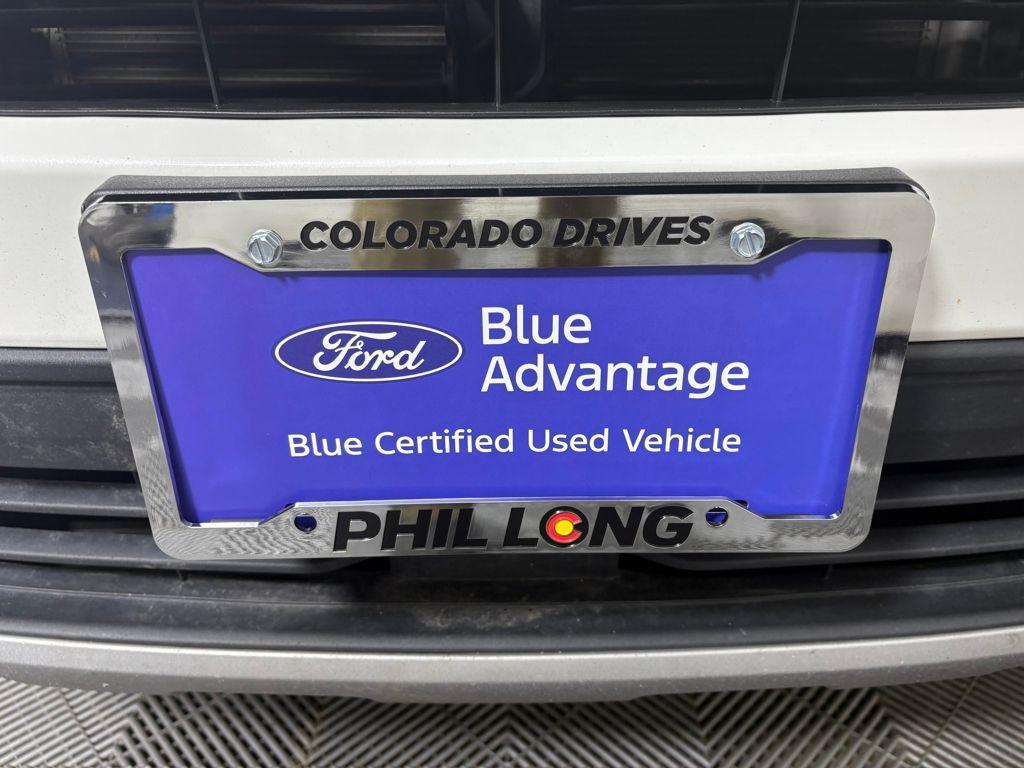 COLORADO DRIVES
Ford
Blue
Advantage
Blue Certified Used Vehicle
PHIL LONG